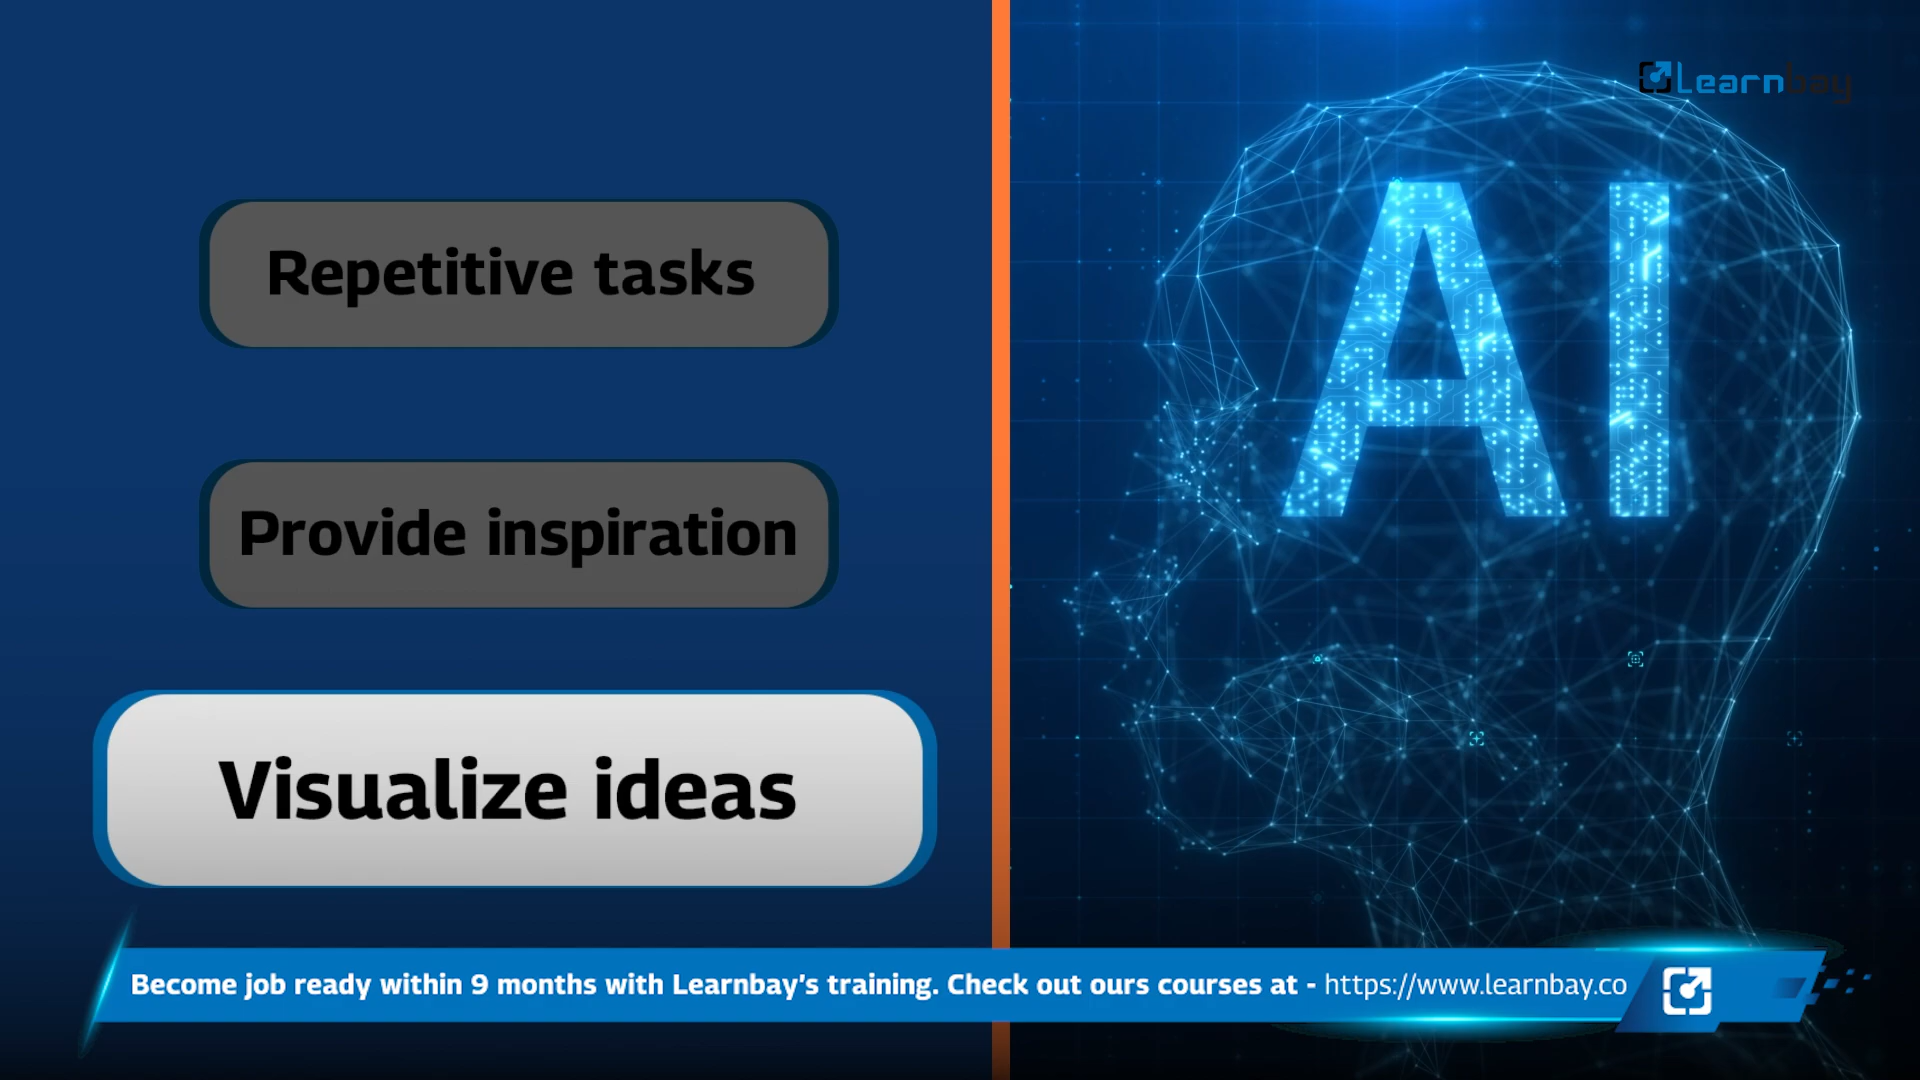 Learnbay
AI
Repetitive tasks
Provide inspiration
Visualize ideas
Become job ready within 9 months with Learnbay's training. Check out ours courses at - https://www.learnbay.co